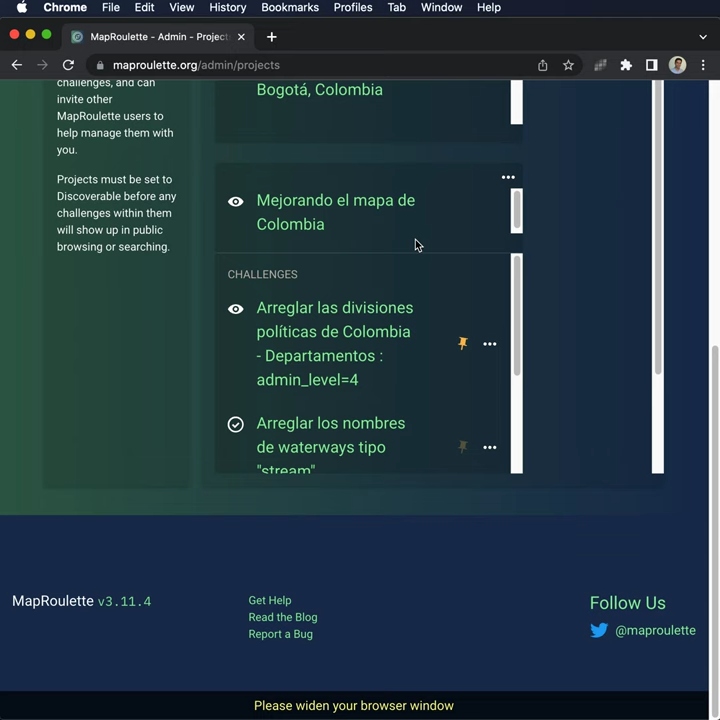 Chrome File Edit View History Bookmarks Profiles Tab Window Help
MapRoulette - Admin - Project
maproulette.org/admin/projects
challenges, and can
invite other
MapRoulette users to
help manage them with
you.
Projects must be set to
Discoverable before any
challenges within them
will show up in public
browsing or searching.
Bogotá, Colombia
Mejorando el mapa de
Colombia
CHALLENGES
Arreglar las divisiones
políticas de Colombia
- Departamentos :
admin_level=4
Arreglar los nombres
de waterways tipo
"stream"
MapRoulette v3.11.4
Get Help
Read the Blog
Report a Bug
Follow Us
@maproulette
Please widen your browser window